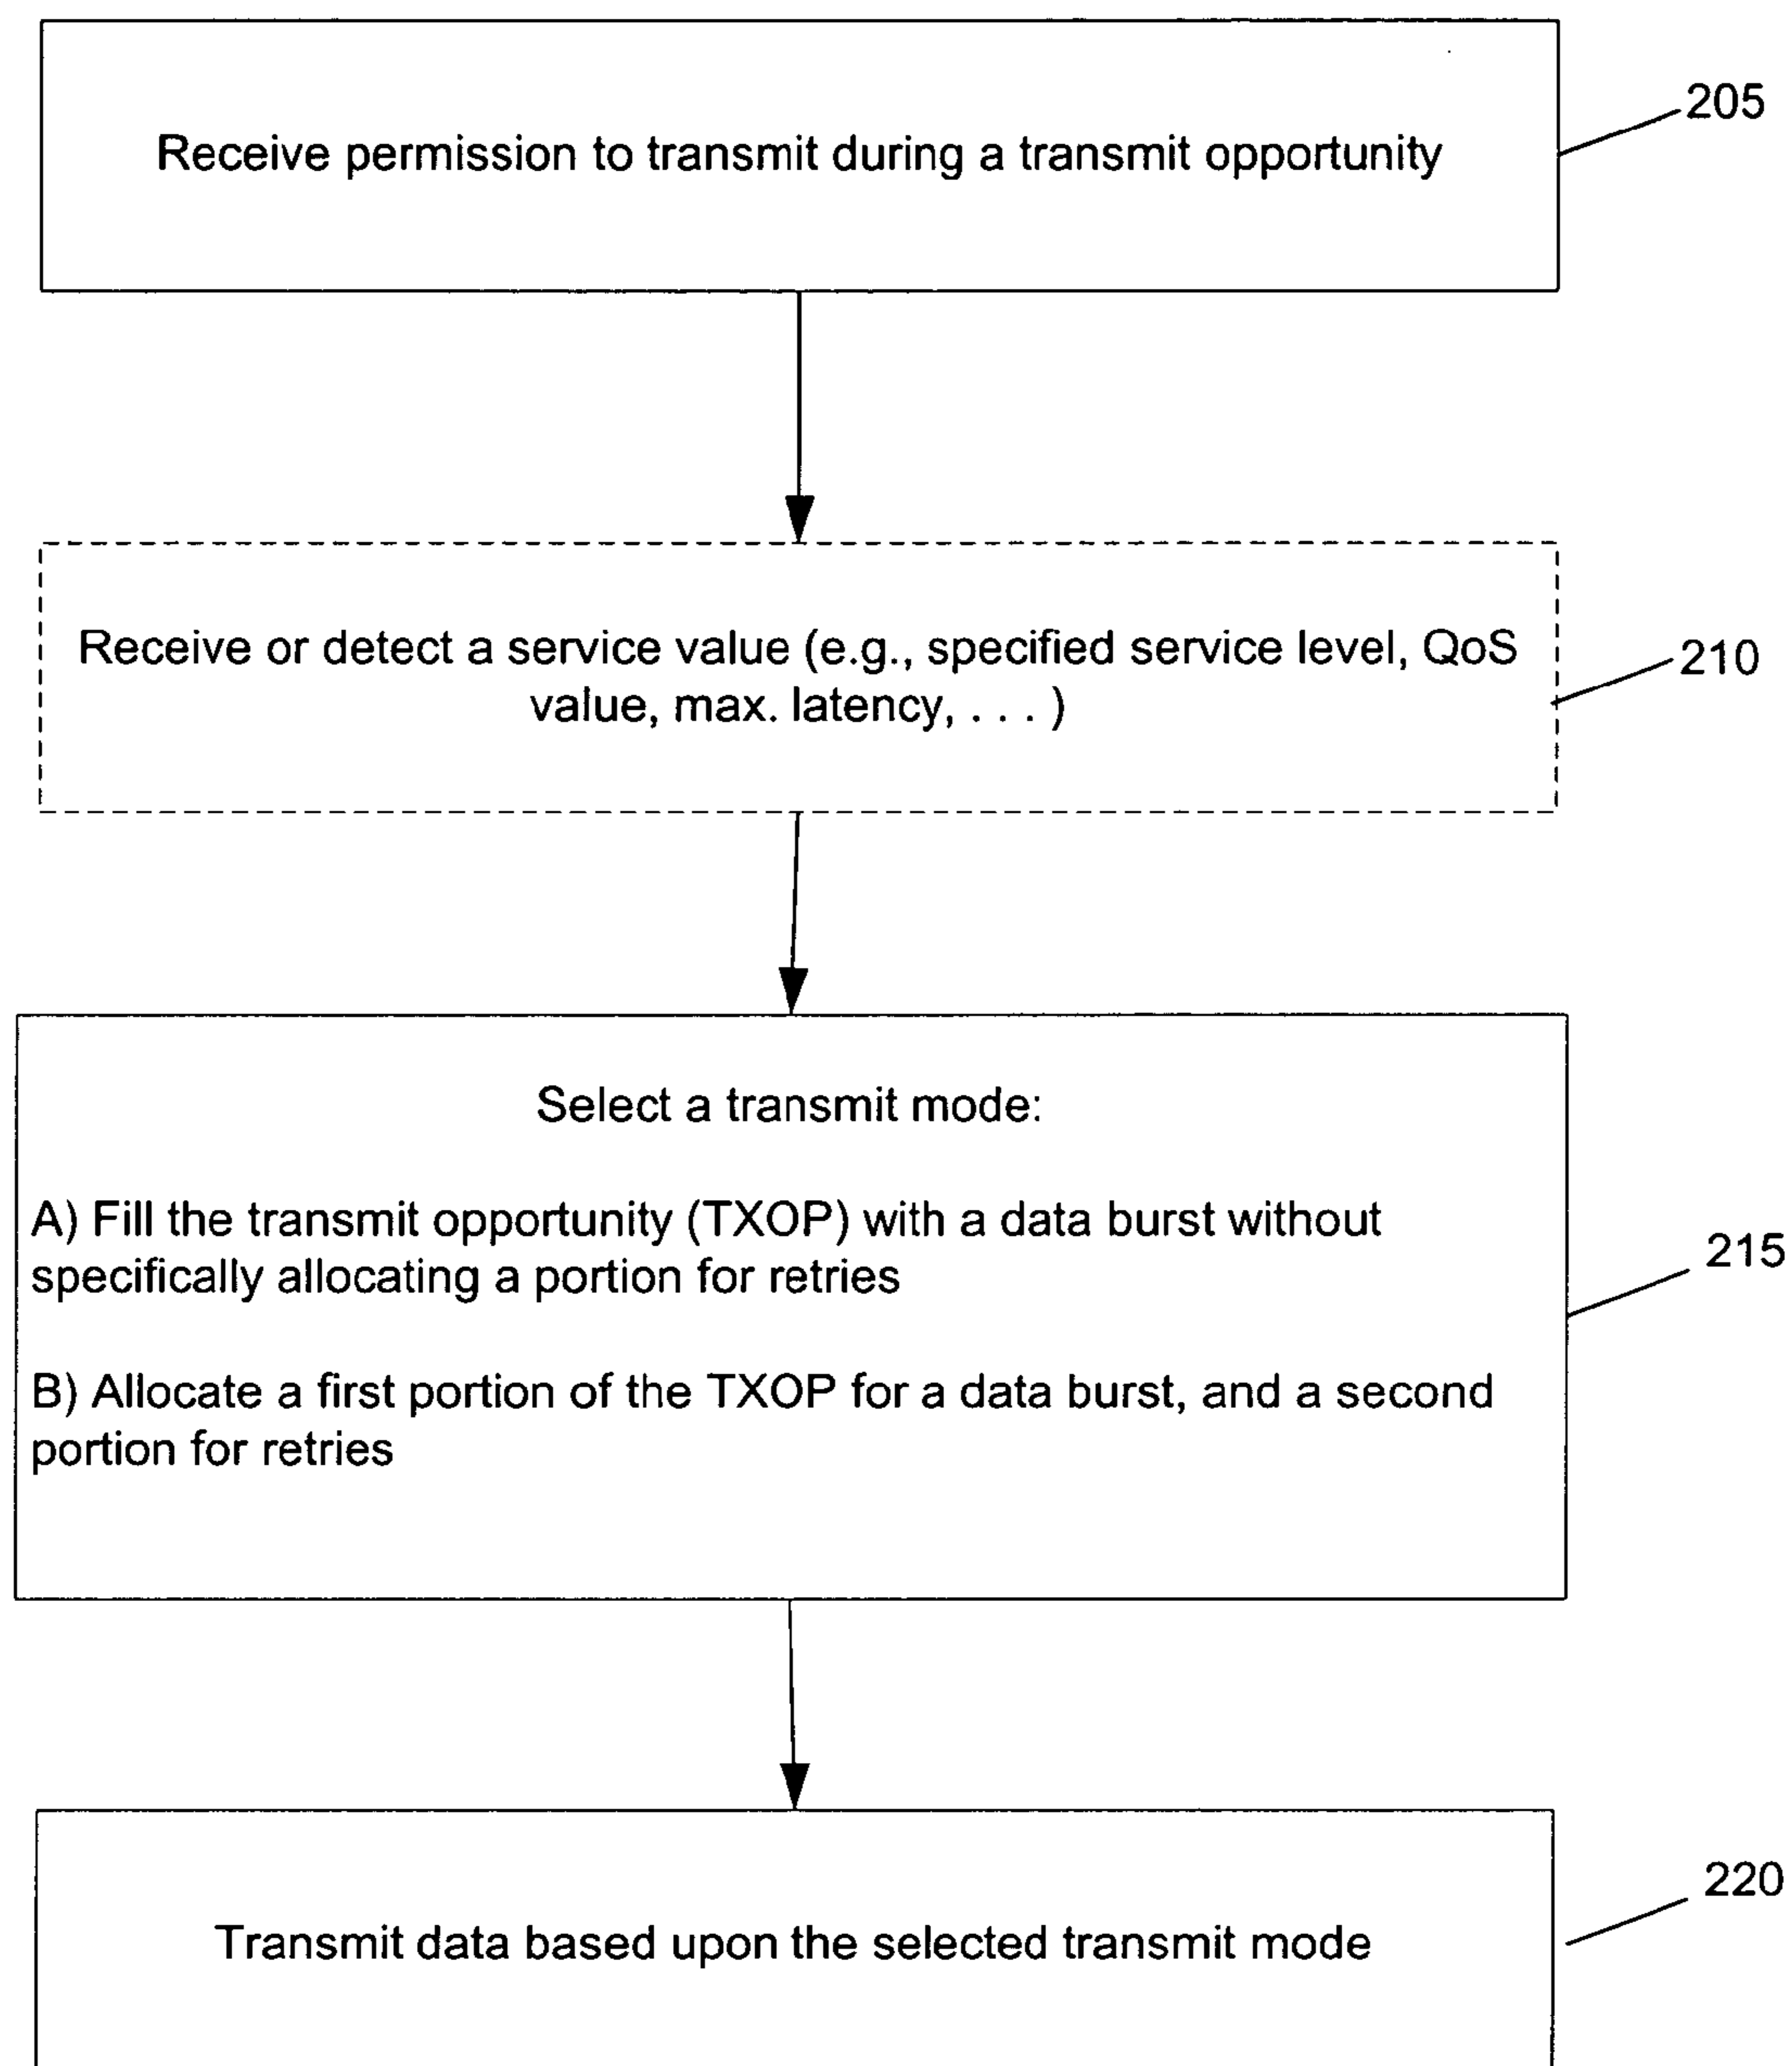 Receive permission to transmit during a transmit opportunity
205
Receive or detect a service value (e.g., specified service level, QoS
value, max. latency, . . . )
210
Select a transmit mode:
A) Fill the transmit opportunity (TXOP) with a data burst without
specifically allocating a portion for retries
215
B) Allocate a first portion of the TXOP for a data burst, and a second
portion for retries
220
Transmit data based upon the selected transmit mode